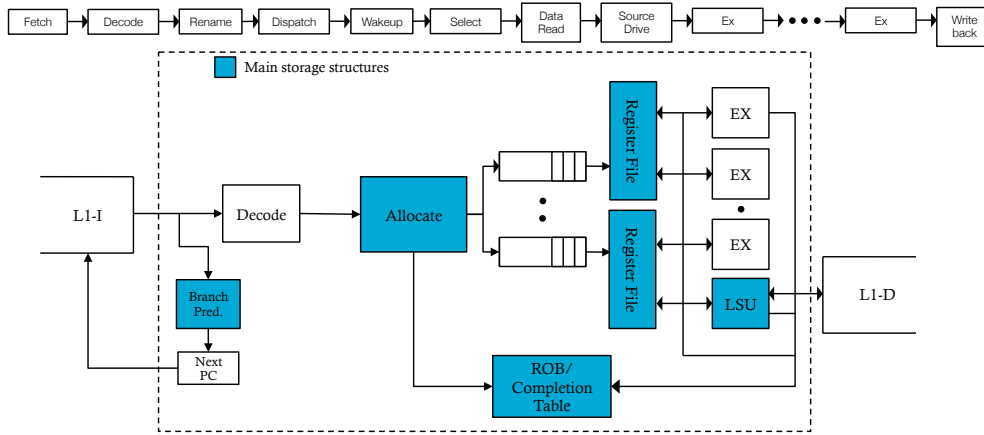 Fetch
Decode
Rename
Dispatch
Wakeup
Select
Data
Read
Source
Drive
Ex
Ex
Write
back
Main storage structures
L1-I
Decode
Allocate
Register File
Register File
EX
EX
EX
LSU
L1-D
Branch
Pred.
Next
PC
ROB/
Completion
Table